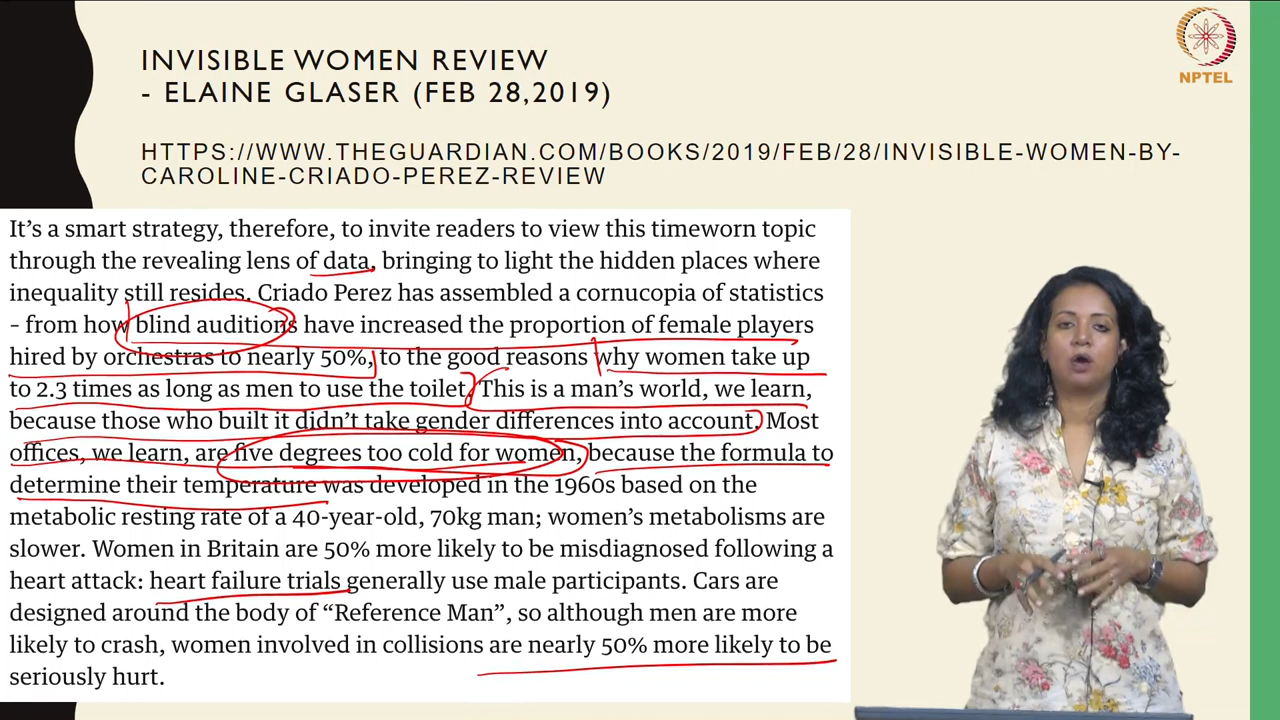 INVISIBLE WOMEN REVIEW
- ELAINE GLASER (FEB 28,2019)
NPTEL
HTTPS://WWW.THEGUARDIAN.COM/BOOKS/2019/FEB/28/INVISIBLE-WOMEN-BY-
CAROLINE-CRIADO-PEREZ-REVIEW
It’s a smart strategy, therefore, to invite readers to view this timeworn topic
through the revealing lens of data, bringing to light the hidden places where
inequality still resides. Criado Perez has assembled a cornucopia of statistics
– from how blind auditions have increased the proportion of female players
hired by orchestras to nearly 50%, to the good reasons why women take up
to 2.3 times as long as men to use the toilet. This is a man’s world, we learn,
because those who built it didn’t take gender differences into account. Most
offices, we learn, are five degrees too cold for women, because the formula to
determine their temperature was developed in the 1960s based on the
metabolic resting rate of a 40-year-old, 70kg man; women’s metabolisms are
slower. Women in Britain are 50% more likely to be misdiagnosed following a
heart attack: heart failure trials generally use male participants. Cars are
designed around the body of “Reference Man”, so although men are more
likely to crash, women involved in collisions are nearly 50% more likely to be
seriously hurt.